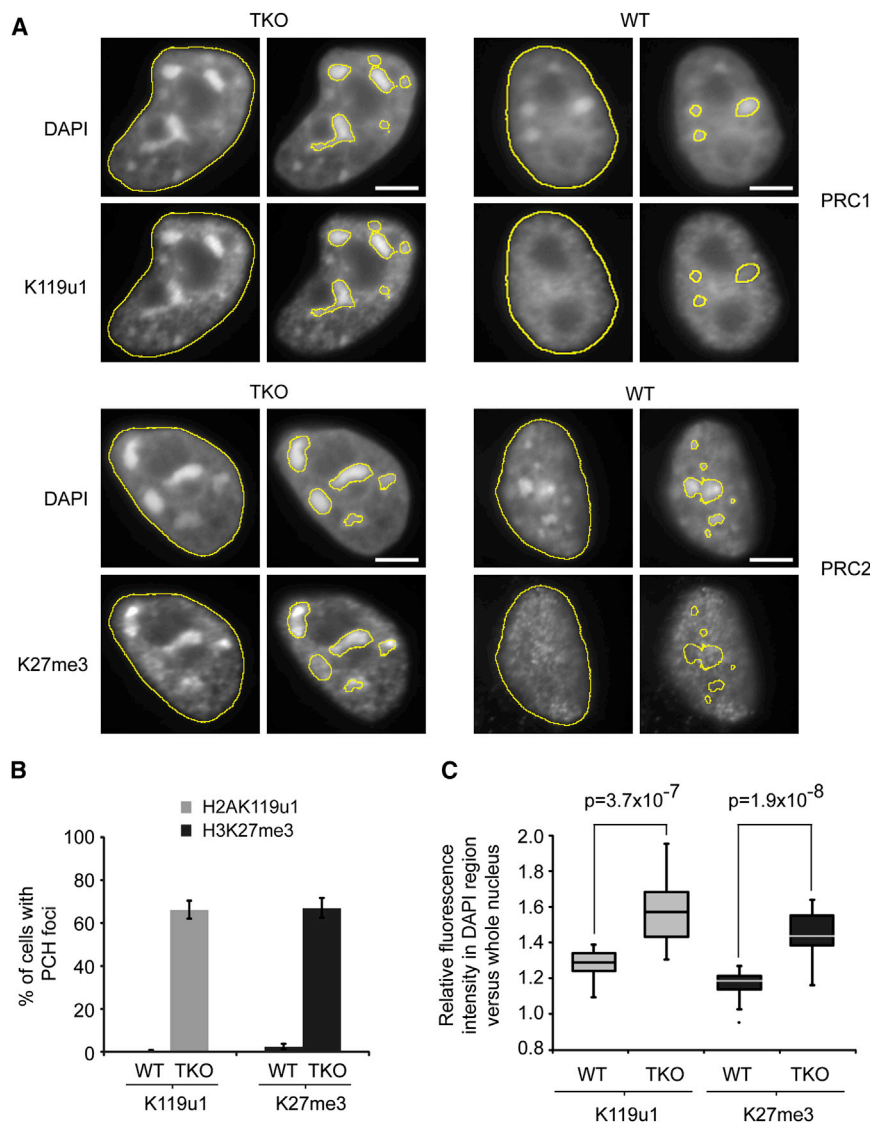 A
TKO WT
DAPI
K119u1
PRC1
TKO WT
DAPI
K27me3
PRC2
B
H2AK119u1
H3K27me3
% of cells with
PCH foci
100
80
60
40
20
0
WT TKO WT TKO
K119u1 K27me3
C
p=3.7x10-7 p=1.9x10-8
Relative fluorescence
intensity in DAPI region
versus whole nucleus
2.0
1.8
1.6
1.4
1.2
1.0
0.8
WT TKO WT TKO
K119u1 K27me3